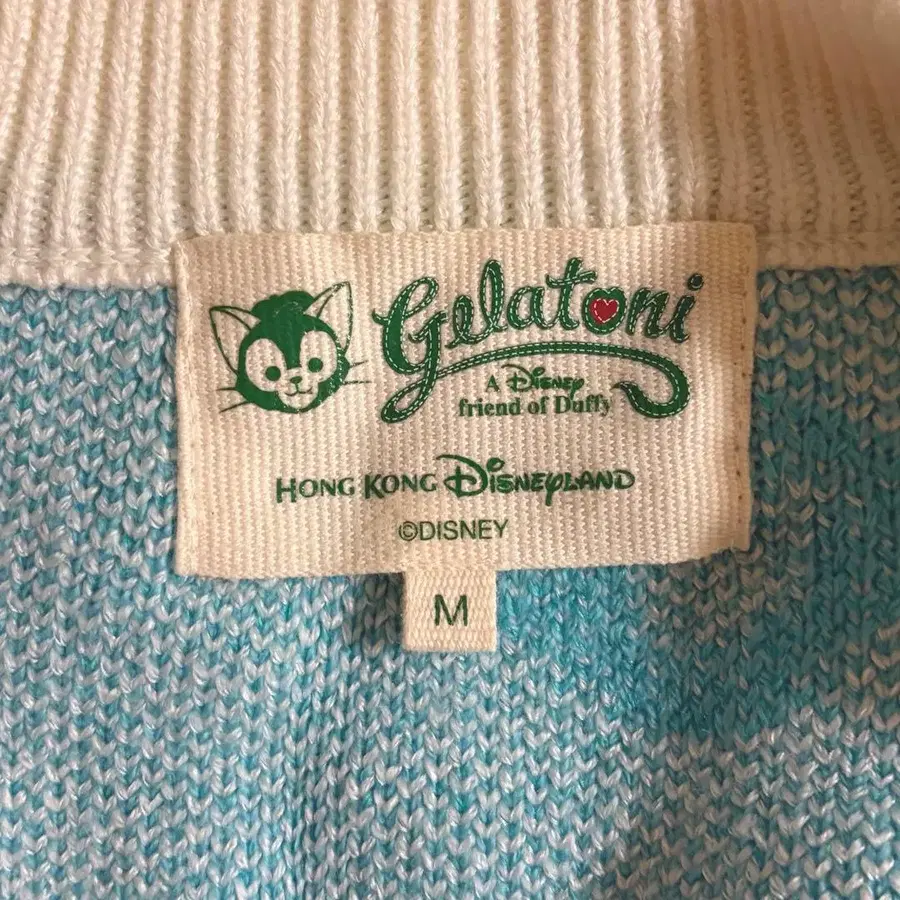 Gelatoni
A Disney
friend of Duffy
HONG KONG DISNEYLAND
©DISNEY
M